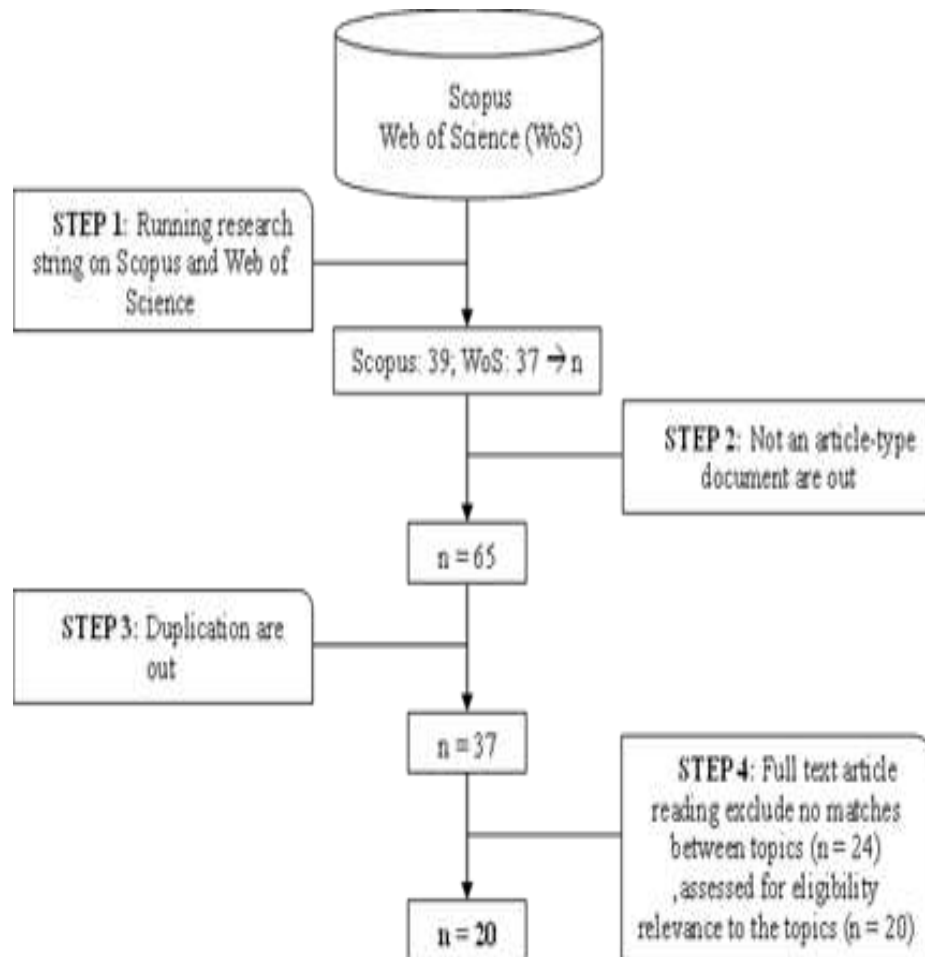 Scopus
Web of Science (WoS)
STEP 1: Running research
string on Scopus and Web of
Science
Scopus: 39; WoS: 37 → n
STEP 2: Not an article-type
document are out
n = 65
STEP 3: Duplication are
out
n = 37
STEP 4: Full text article
reading exclude no matches
between topics (n = 24)
,assessed for eligibility
relevance to the topics (n = 20)
n = 20